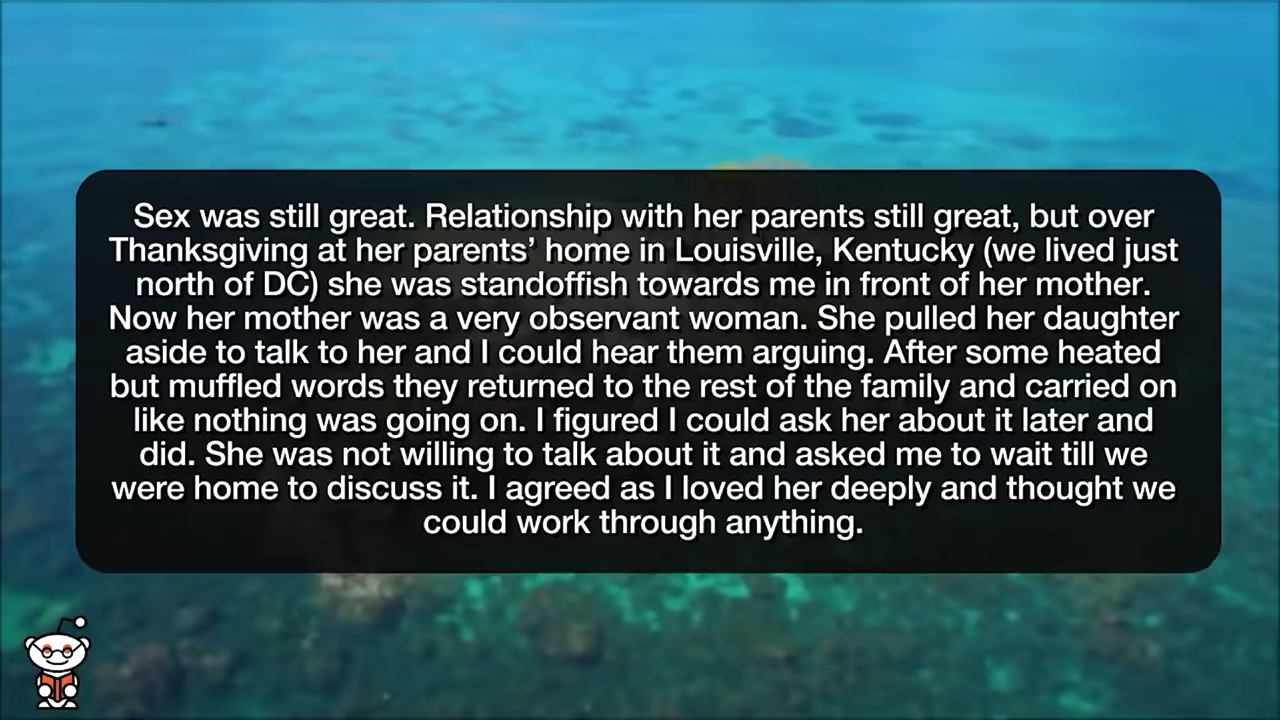 Sex was still great. Relationship with her parents still great, but over
Thanksgiving at her parents’ home in Louisville, Kentucky (we lived just
north of DC) she was standoffish towards me in front of her mother.
Now her mother was a very observant woman. She pulled her daughter
aside to talk to her and I could hear them arguing. After some heated
but muffled words they returned to the rest of the family and carried on
like nothing was going on. I figured I could ask her about it later and
did. She was not willing to talk about it and asked me to wait till we
were home to discuss it. I agreed as I loved her deeply and thought we
could work through anything.